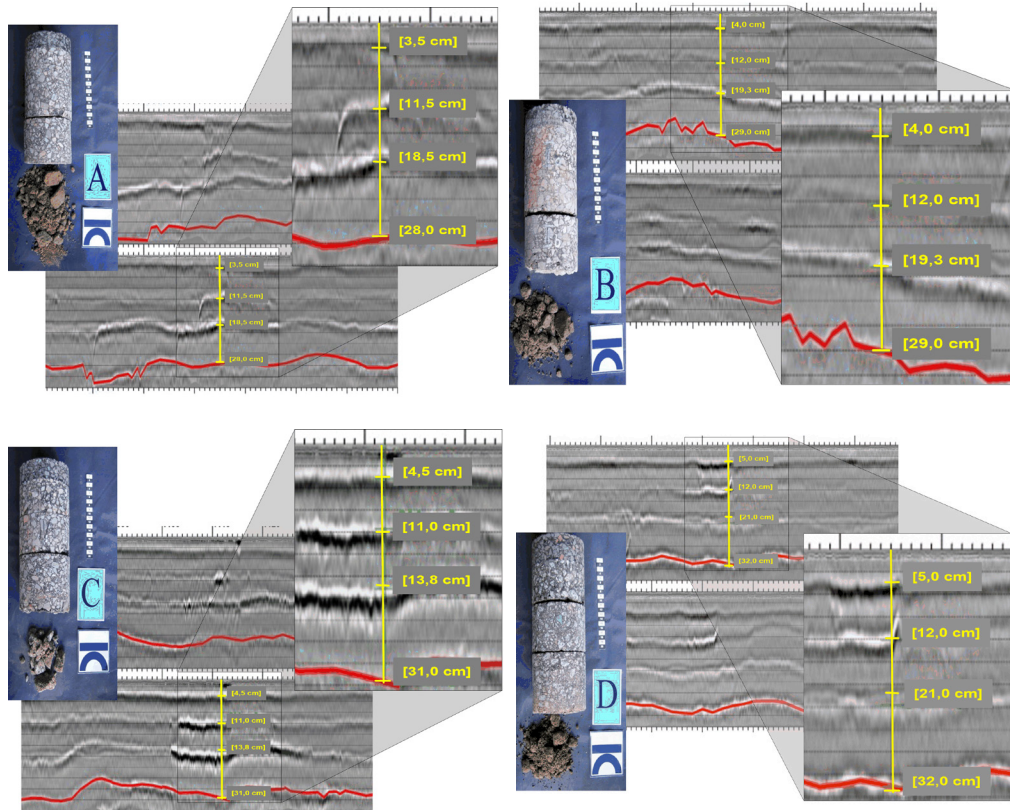 [3,5 cm]
[11,5 cm]
[18,5 cm]
[28,0 cm]
A
[3,5 cm]
[11,5 cm]
[18,5 cm]
[28,0 cm]
[4,0 cm]
[12,0 cm]
[19,3 cm]
[29,0 cm]
[4,0 cm]
[12,0 cm]
[19,3 cm]
[29,0 cm]
B
[4,5 cm]
[11,0 cm]
[13,8 cm]
[31,0 cm]
C
[4,5 cm]
[11,0 cm]
[13,8 cm]
[31,0 cm]
[5,0 cm]
[12,0 cm]
[21,0 cm]
[32,0 cm]
[5,0 cm]
[12,0 cm]
[21,0 cm]
[32,0 cm]
D